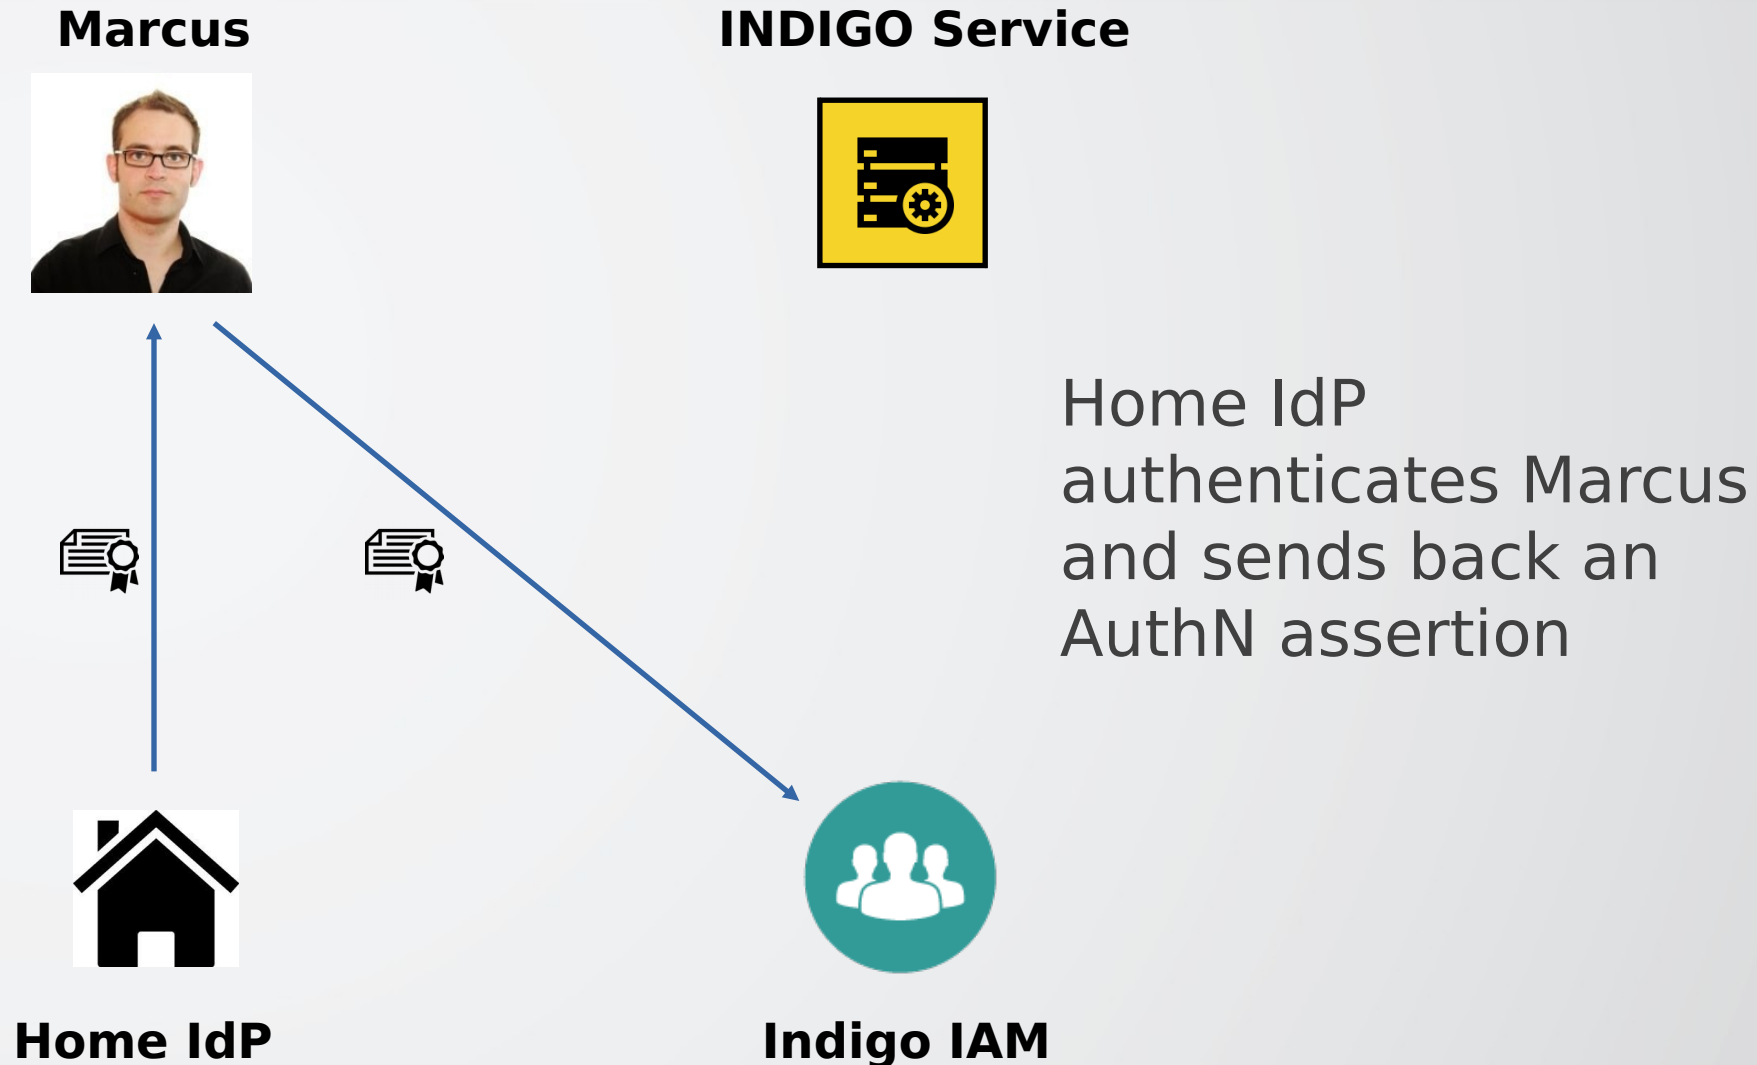 Marcus
INDIGO Service
Home IdP
authenticates Marcus
and sends back an
AuthN assertion
Home IdP
Indigo IAM